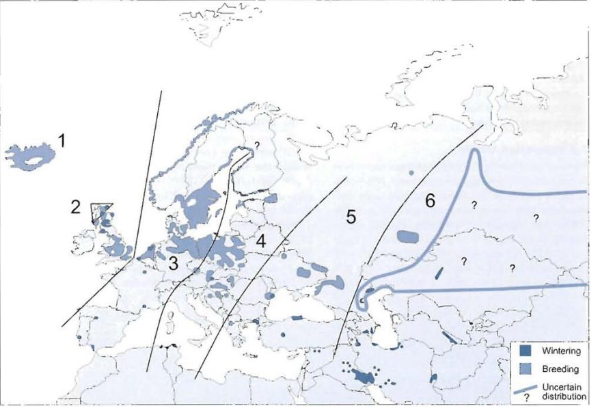 1
?
2
6
?
?
5
4
3
?
?
Wintering
Breeding
Uncertain
? distribution